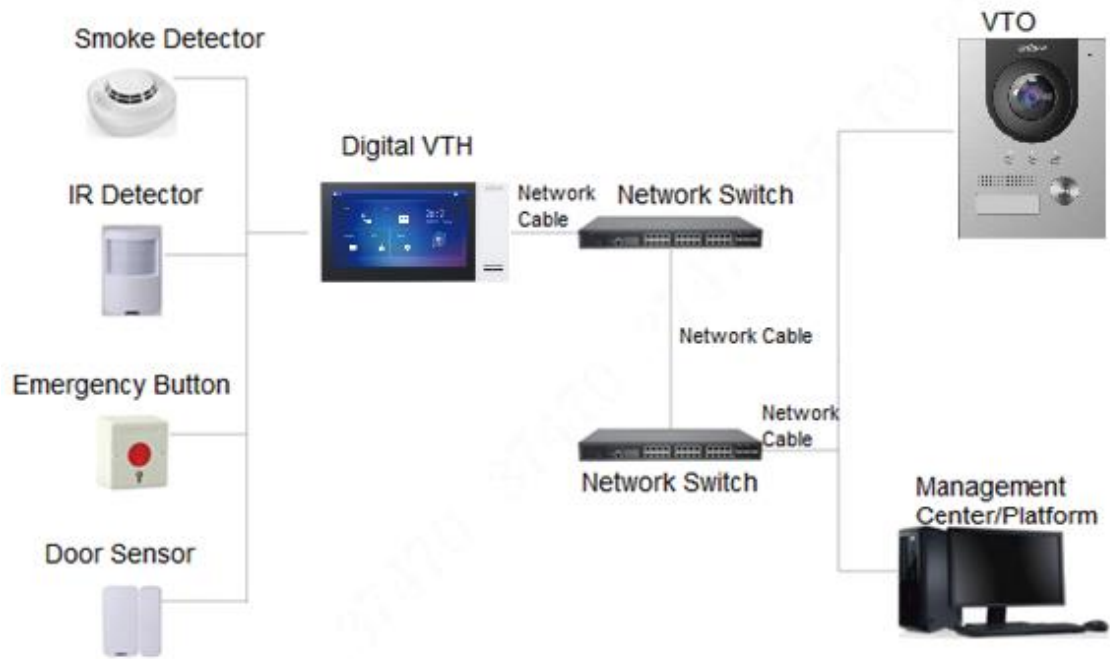 Smoke Detector
VTO
Digital VTH
IR Detector
Network
Cable
Network Switch
Network Cable
Emergency Button
Network
Cable
Network Switch
Management
Center/Platform
Door Sensor